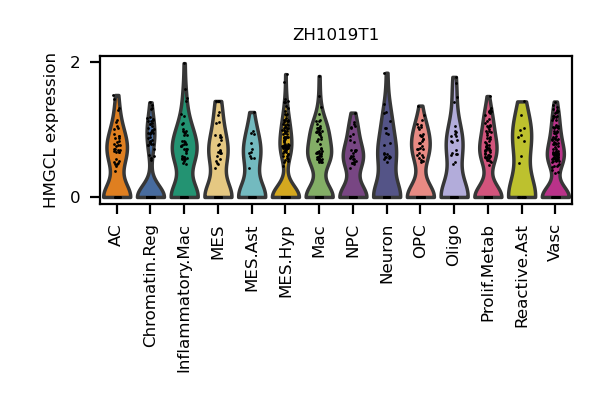 ZH1019T1
HMGCL expression
2
0
AC
Chromatin.Reg
Inflammatory.Mac
MES
MES.Ast
MES.Hyp
Mac
NPC
Neuron
OPC
Oligo
Prolif.Metab
Reactive.Ast
Vasc